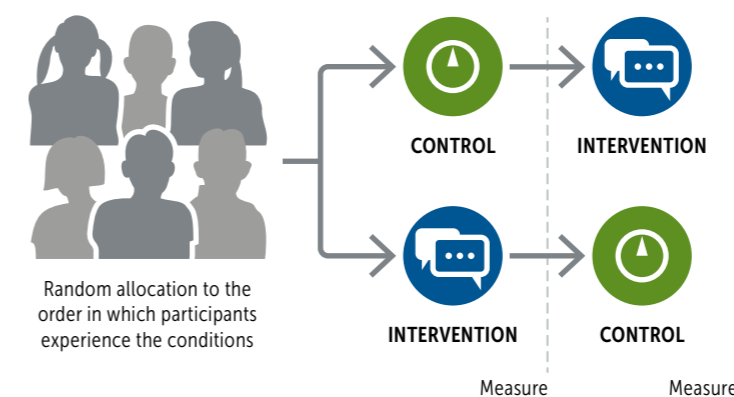 CONTROL
INTERVENTION
Random allocation to the
order in which participants
experience the conditions
INTERVENTION
CONTROL
Measure
Measure